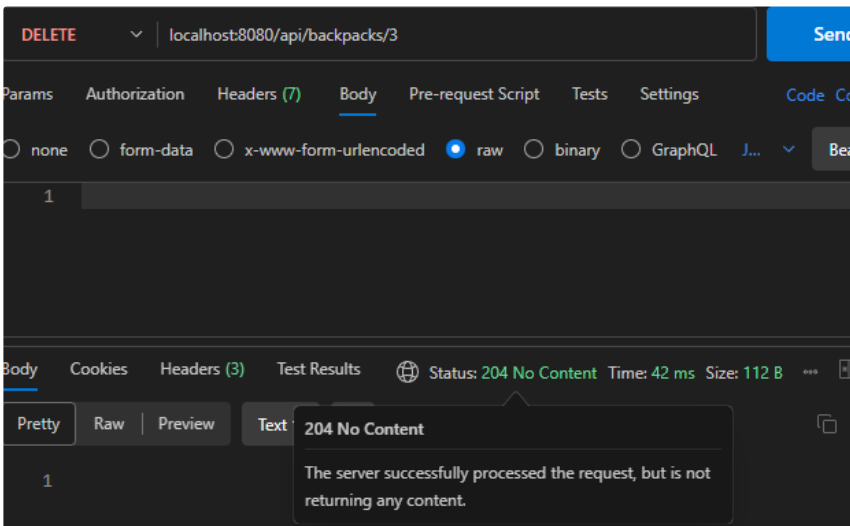 DELETE localhost:8080/api/backpacks/3 Send
Params Authorization Headers (7) Body Pre-request Script Tests Settings Code Co
none form-data x-www-form-urlencoded raw binary GraphQL J... Bea
1
Body Cookies Headers (3) Test Results Status: 204 No Content Time: 42 ms Size: 112 B
Pretty Raw Preview Text
204 No Content
1
The server successfully processed the request, but is not
returning any content.